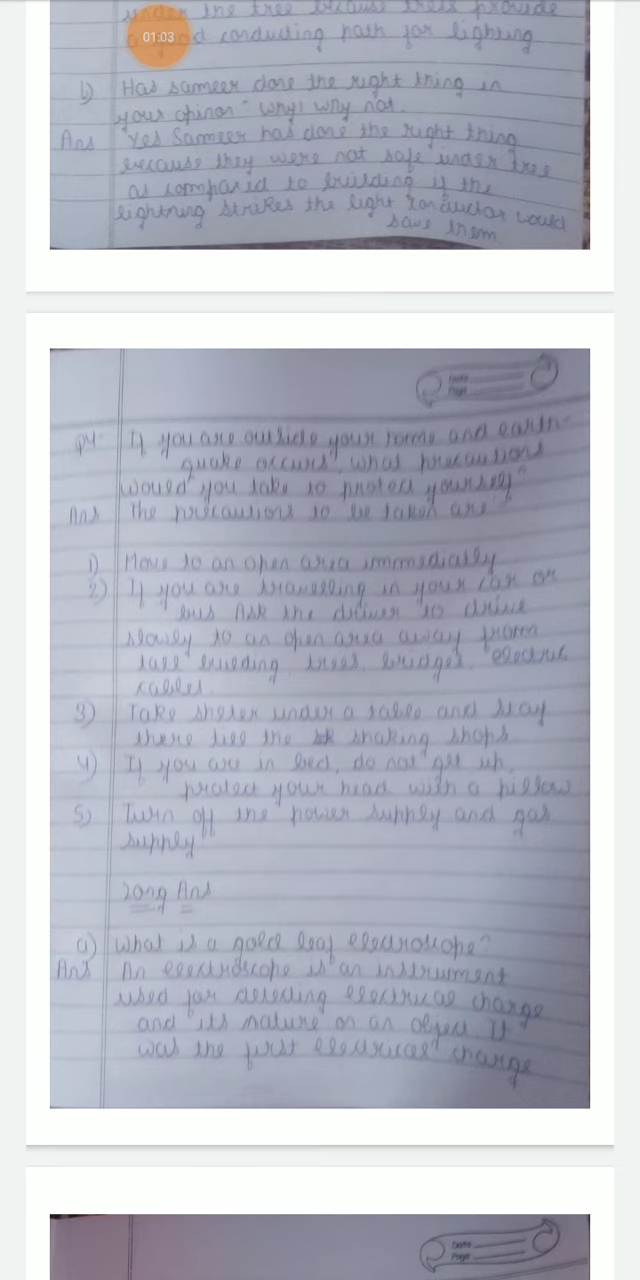 under the tree because trees provide
01:03
good conducting path for lighting
b) Has sameer done the right thing in
your opinon? Why? Why not.
Ans Yes Sameer has done the right thing
because they were not safe under tree
as compared to building if the
lightning strikes the light conductor would
save them
Date
Page
Q4 If you are outside your home and earth-
quake occurs, what precautions
would you take to protect yourself?
Ans The precautions to be taken are
1) Move to an open area immedially
2) If you are travelling in your car or
bus Ask the driver to drive
slowly to an open area away from
tall building, trees, bridges, electric
cables.
3) Take shelter under a table and stay
there till the shaking shops
4) If you are in bed, do not get up,
protect your head with a pillow
5) Turn off the power supply and gas
supply
Long Ans
a) What is a gold leaf electroscope?
Ans An electroscope is an instrument
used for detecting electrical charge
and its nature on an object. It
was the first electrical charge
Date
Page